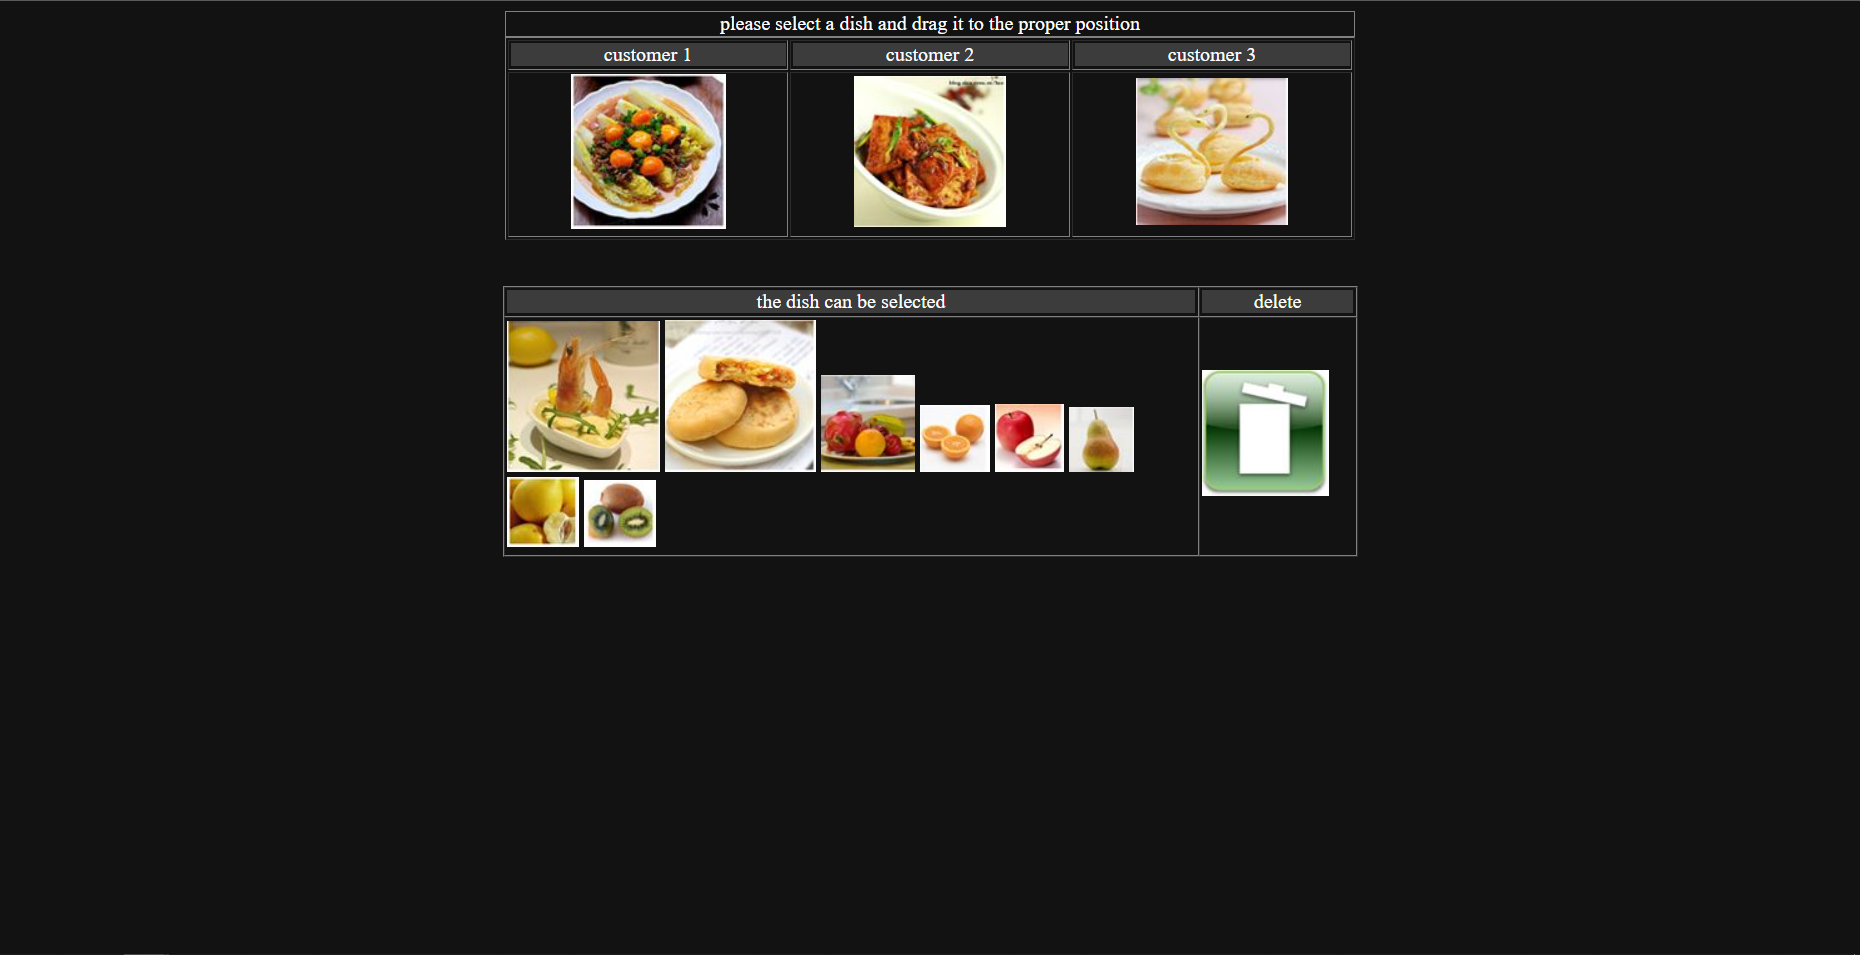 please select a dish and drag it to the proper position
customer 1
customer 2
customer 3
the dish can be selected
delete